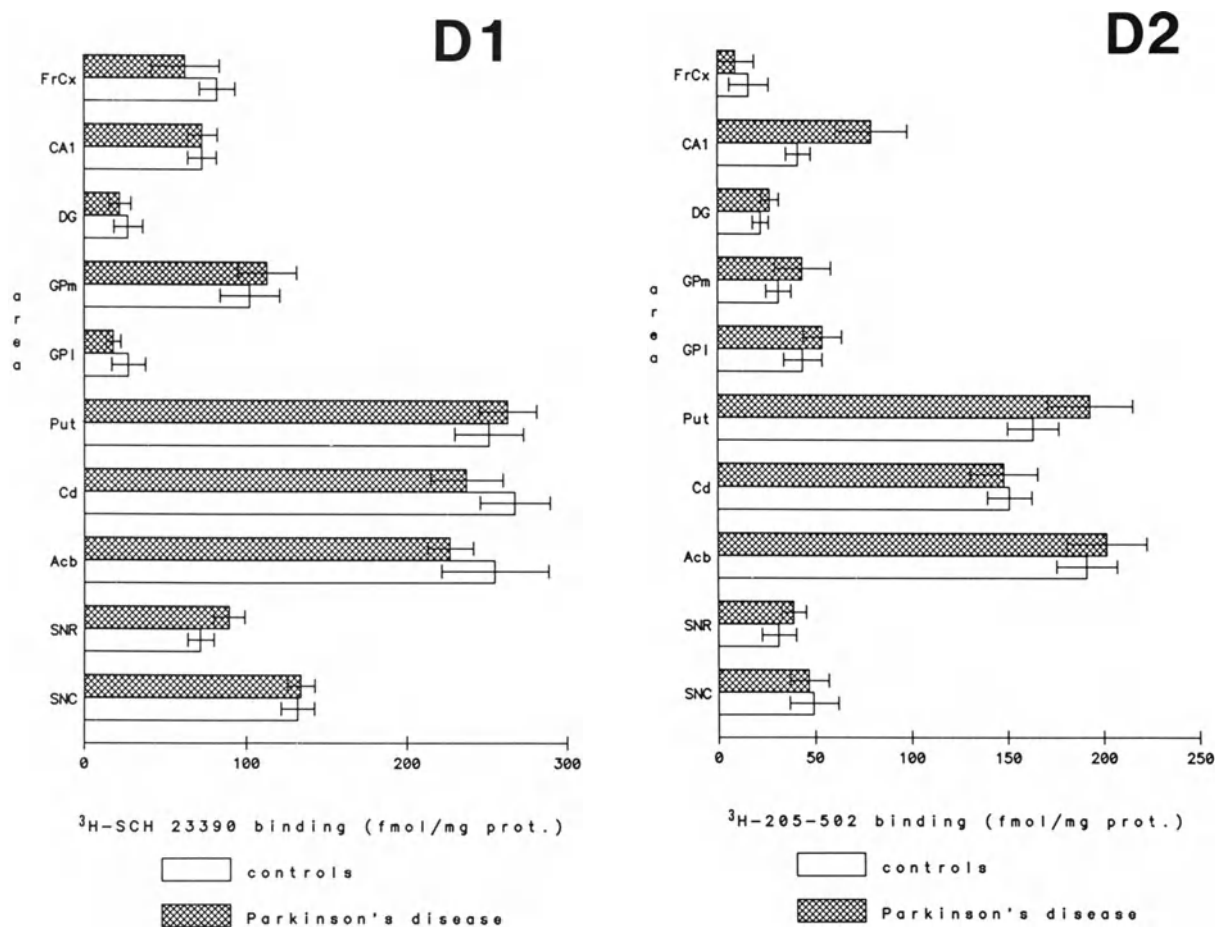 D1
FrCx
CA1
DG
GPm
GPl
Put
Cd
Acb
SNR
SNC
area
0 100 200 300
³H-SCH 23390 binding (fmol/mg prot.)
controls
Parkinson's disease
D2
FrCx
CA1
DG
GPm
GPl
Put
Cd
Acb
SNR
SNC
area
0 50 100 150 200 250
³H-205-502 binding (fmol/mg prot.)
controls
Parkinson's disease